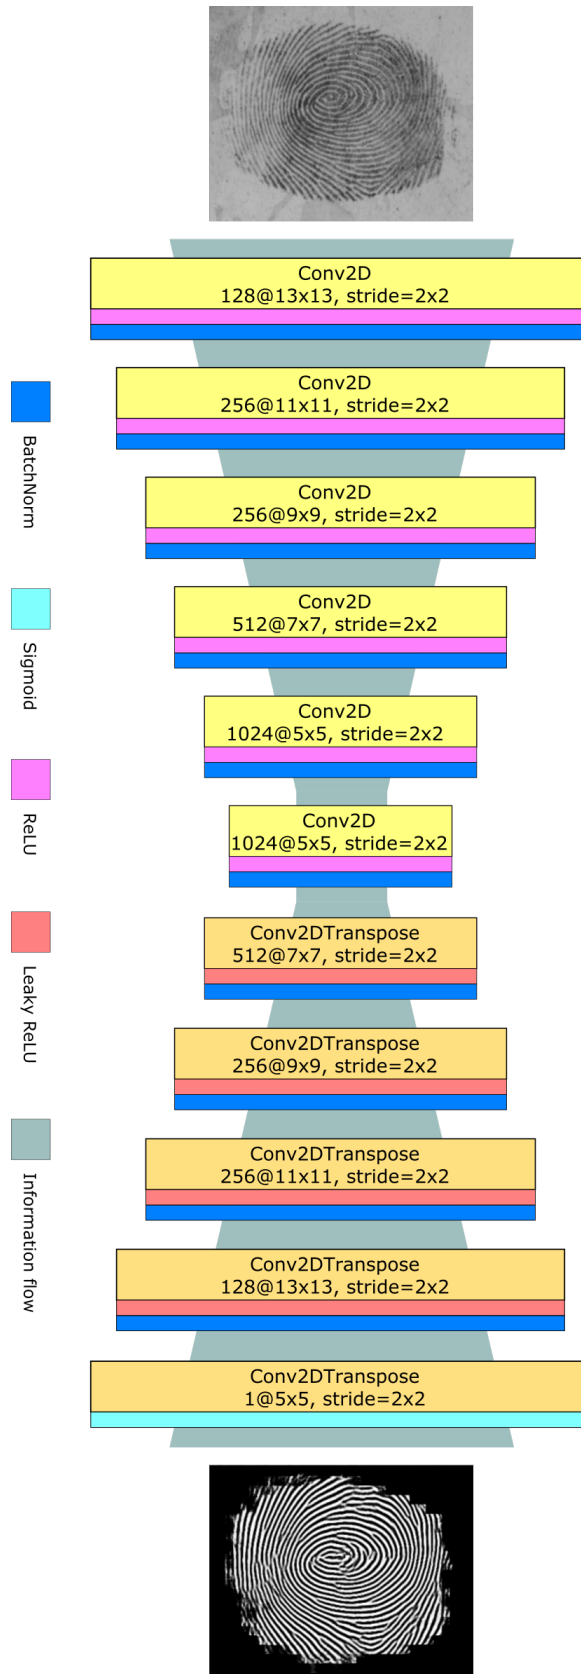 Conv2D
128@13x13, stride=2x2
Conv2D
256@11x11, stride=2x2
Conv2D
256@9x9, stride=2x2
Conv2D
512@7x7, stride=2x2
Conv2D
1024@5x5, stride=2x2
Conv2D
1024@5x5, stride=2x2
Conv2DTranspose
512@7x7, stride=2x2
Conv2DTranspose
256@9x9, stride=2x2
Conv2DTranspose
256@11x11, stride=2x2
Conv2DTranspose
128@13x13, stride=2x2
Conv2DTranspose
1@5x5, stride=2x2
BatchNorm
Sigmoid
ReLU
Leaky ReLU
Information flow